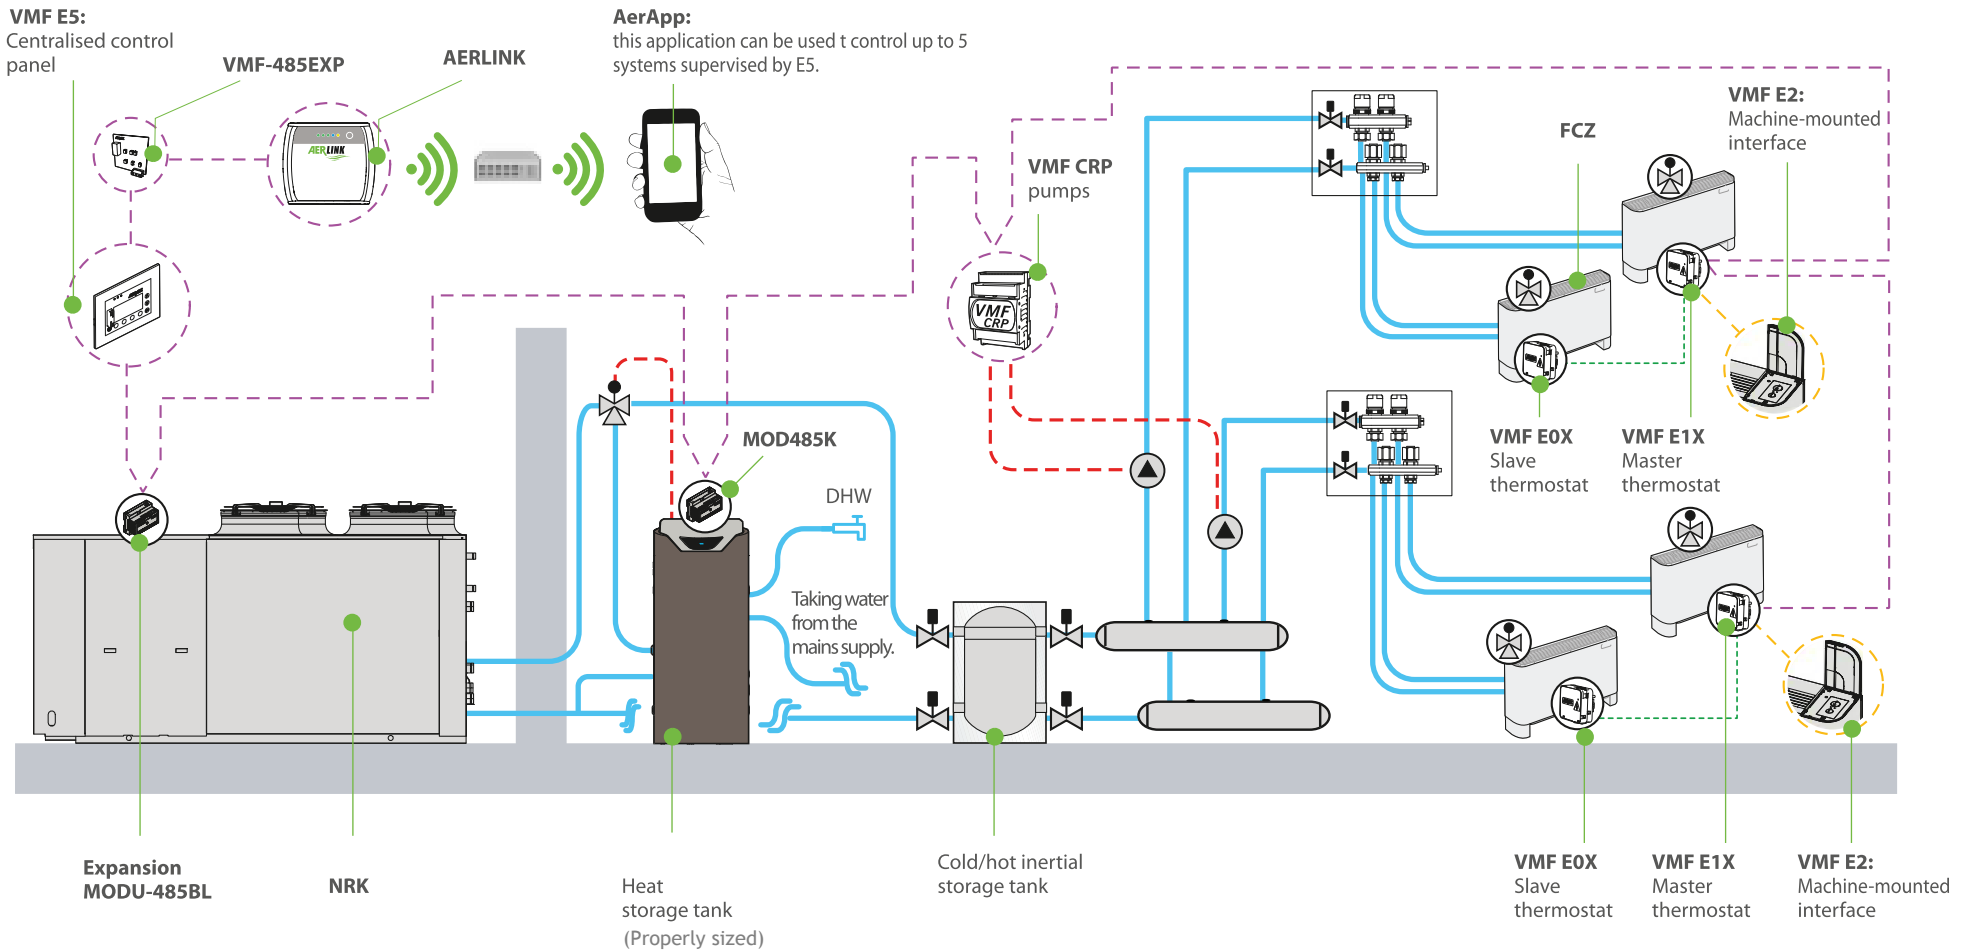 VMF E5:
Centralised control
panel
VMF-485EXP
AERLINK
AerApp:
this application can be used t control up to 5
systems supervised by E5.
AERLINK
VMF CRP
pumps
VMF
CRP
FCZ
VMF E2:
Machine-mounted
interface
VMF E0X
Slave
thermostat
VMF E1X
Master
thermostat
MOD485K
DHW
Taking water
from the
mains supply.
Expansion
MODU-485BL
NRK
Heat
storage tank
(Properly sized)
Cold/hot inertial
storage tank
VMF E0X
Slave
thermostat
VMF E1X
Master
thermostat
VMF E2:
Machine-mounted
interface